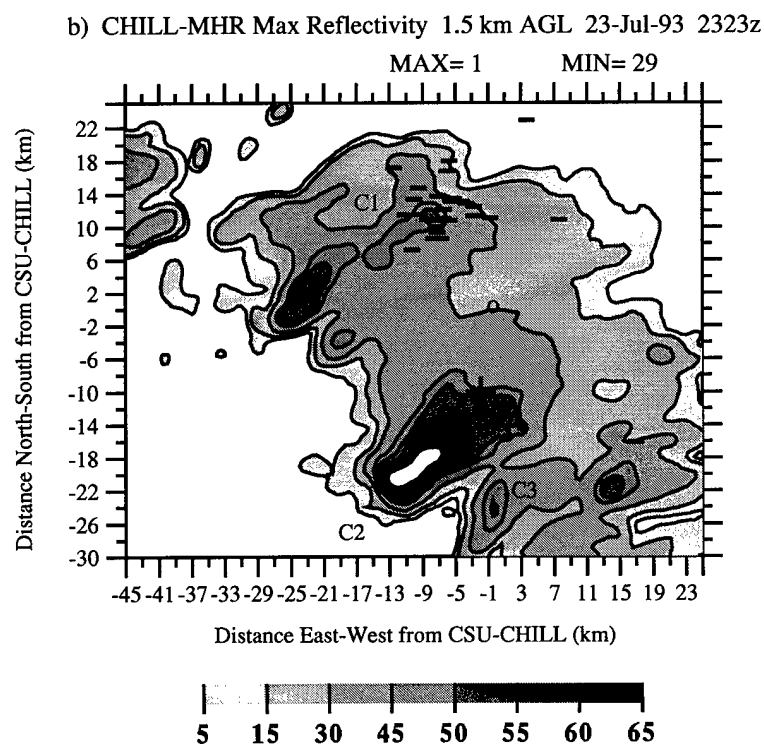 b) CHILL-MHR Max Reflectivity 1.5 km AGL 23-Jul-93 2323z
MAX= 1 MIN= 29
Distance North-South from CSU-CHILL (km)
22
18
14
10
6
2
-2
-6
-10
-14
-18
-22
-26
-30
C1
C3
C2
-45 -41 -37 -33 -29 -25 -21 -17 -13 -9 -5 -1 3 7 11 15 19 23
Distance East-West from CSU-CHILL (km)
5 15 30 45 50 55 60 65